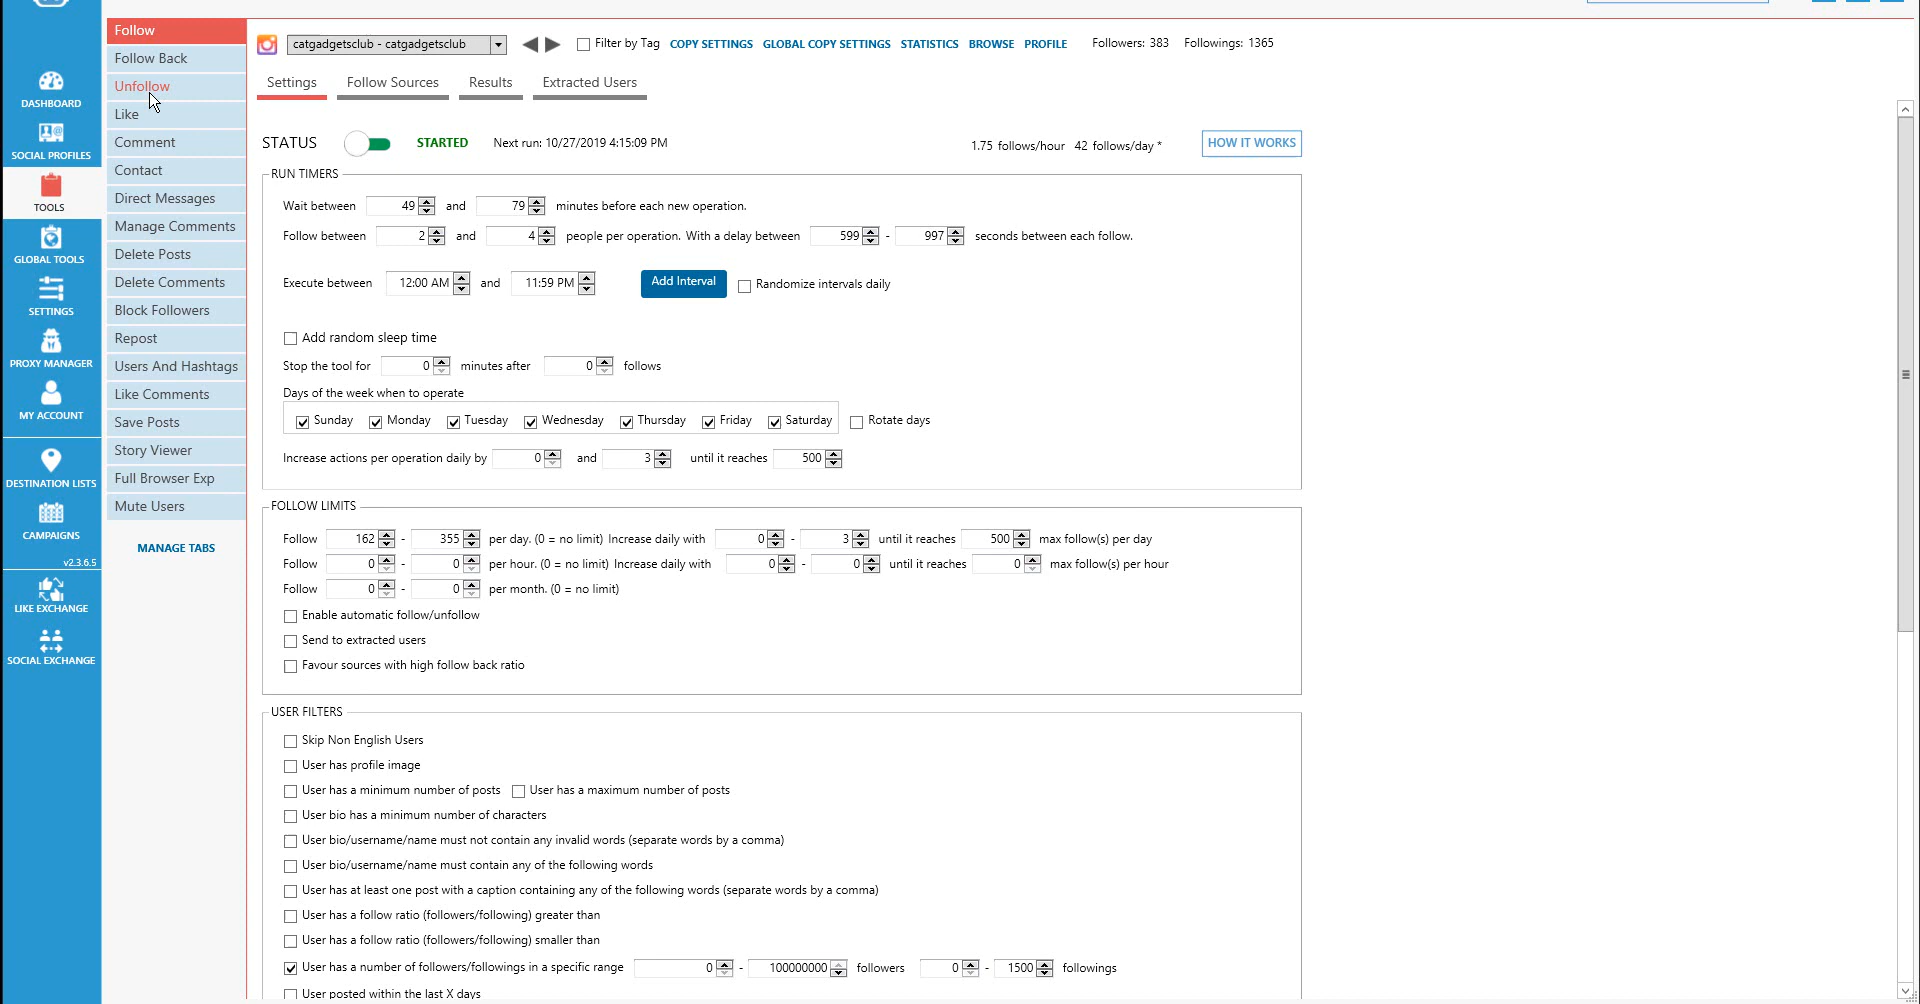 DASHBOARD
SOCIAL PROFILES
TOOLS
GLOBAL TOOLS
SETTINGS
PROXY MANAGER
MY ACCOUNT
DESTINATION LISTS
CAMPAIGNS
v2.3.6.5
LIKE EXCHANGE
SOCIAL EXCHANGE
Follow
Follow Back
Unfollow
Like
Comment
Contact
Direct Messages
Manage Comments
Delete Posts
Delete Comments
Block Followers
Repost
Users And Hashtags
Like Comments
Save Posts
Story Viewer
Full Browser Exp
Mute Users
MANAGE TABS
catgadgetsclub - catgadgetsclub Filter by Tag COPY SETTINGS GLOBAL COPY SETTINGS STATISTICS BROWSE PROFILE Followers: 383 Followings: 1365
Settings Follow Sources Results Extracted Users
STATUS STARTED Next run: 10/27/2019 4:15:09 PM 1.75 follows/hour 42 follows/day * HOW IT WORKS
RUN TIMERS
Wait between 49 and 79 minutes before each new operation.
Follow between 2 and 4 people per operation. With a delay between 599 - 997 seconds between each follow.
Execute between 12:00 AM and 11:59 PM Add Interval Randomize intervals daily
Add random sleep time
Stop the tool for 0 minutes after 0 follows
Days of the week when to operate
Sunday Monday Tuesday Wednesday Thursday Friday Saturday Rotate days
Increase actions per operation daily by 0 and 3 until it reaches 500
FOLLOW LIMITS
Follow 162 - 355 per day. (0 = no limit) Increase daily with 0 - 3 until it reaches 500 max follow(s) per day
Follow 0 - 0 per hour. (0 = no limit) Increase daily with 0 - 0 until it reaches 0 max follow(s) per hour
Follow 0 - 0 per month. (0 = no limit)
Enable automatic follow/unfollow
Send to extracted users
Favour sources with high follow back ratio
USER FILTERS
Skip Non English Users
User has profile image
User has a minimum number of posts User has a maximum number of posts
User bio has a minimum number of characters
User bio/username/name must not contain any invalid words (separate words by a comma)
User bio/username/name must contain any of the following words
User has at least one post with a caption containing any of the following words (separate words by a comma)
User has a follow ratio (followers/following) greater than
User has a follow ratio (followers/following) smaller than
User has a number of followers/followings in a specific range 0 - 100000000 followers 0 - 1500 followings
User posted within the last X days